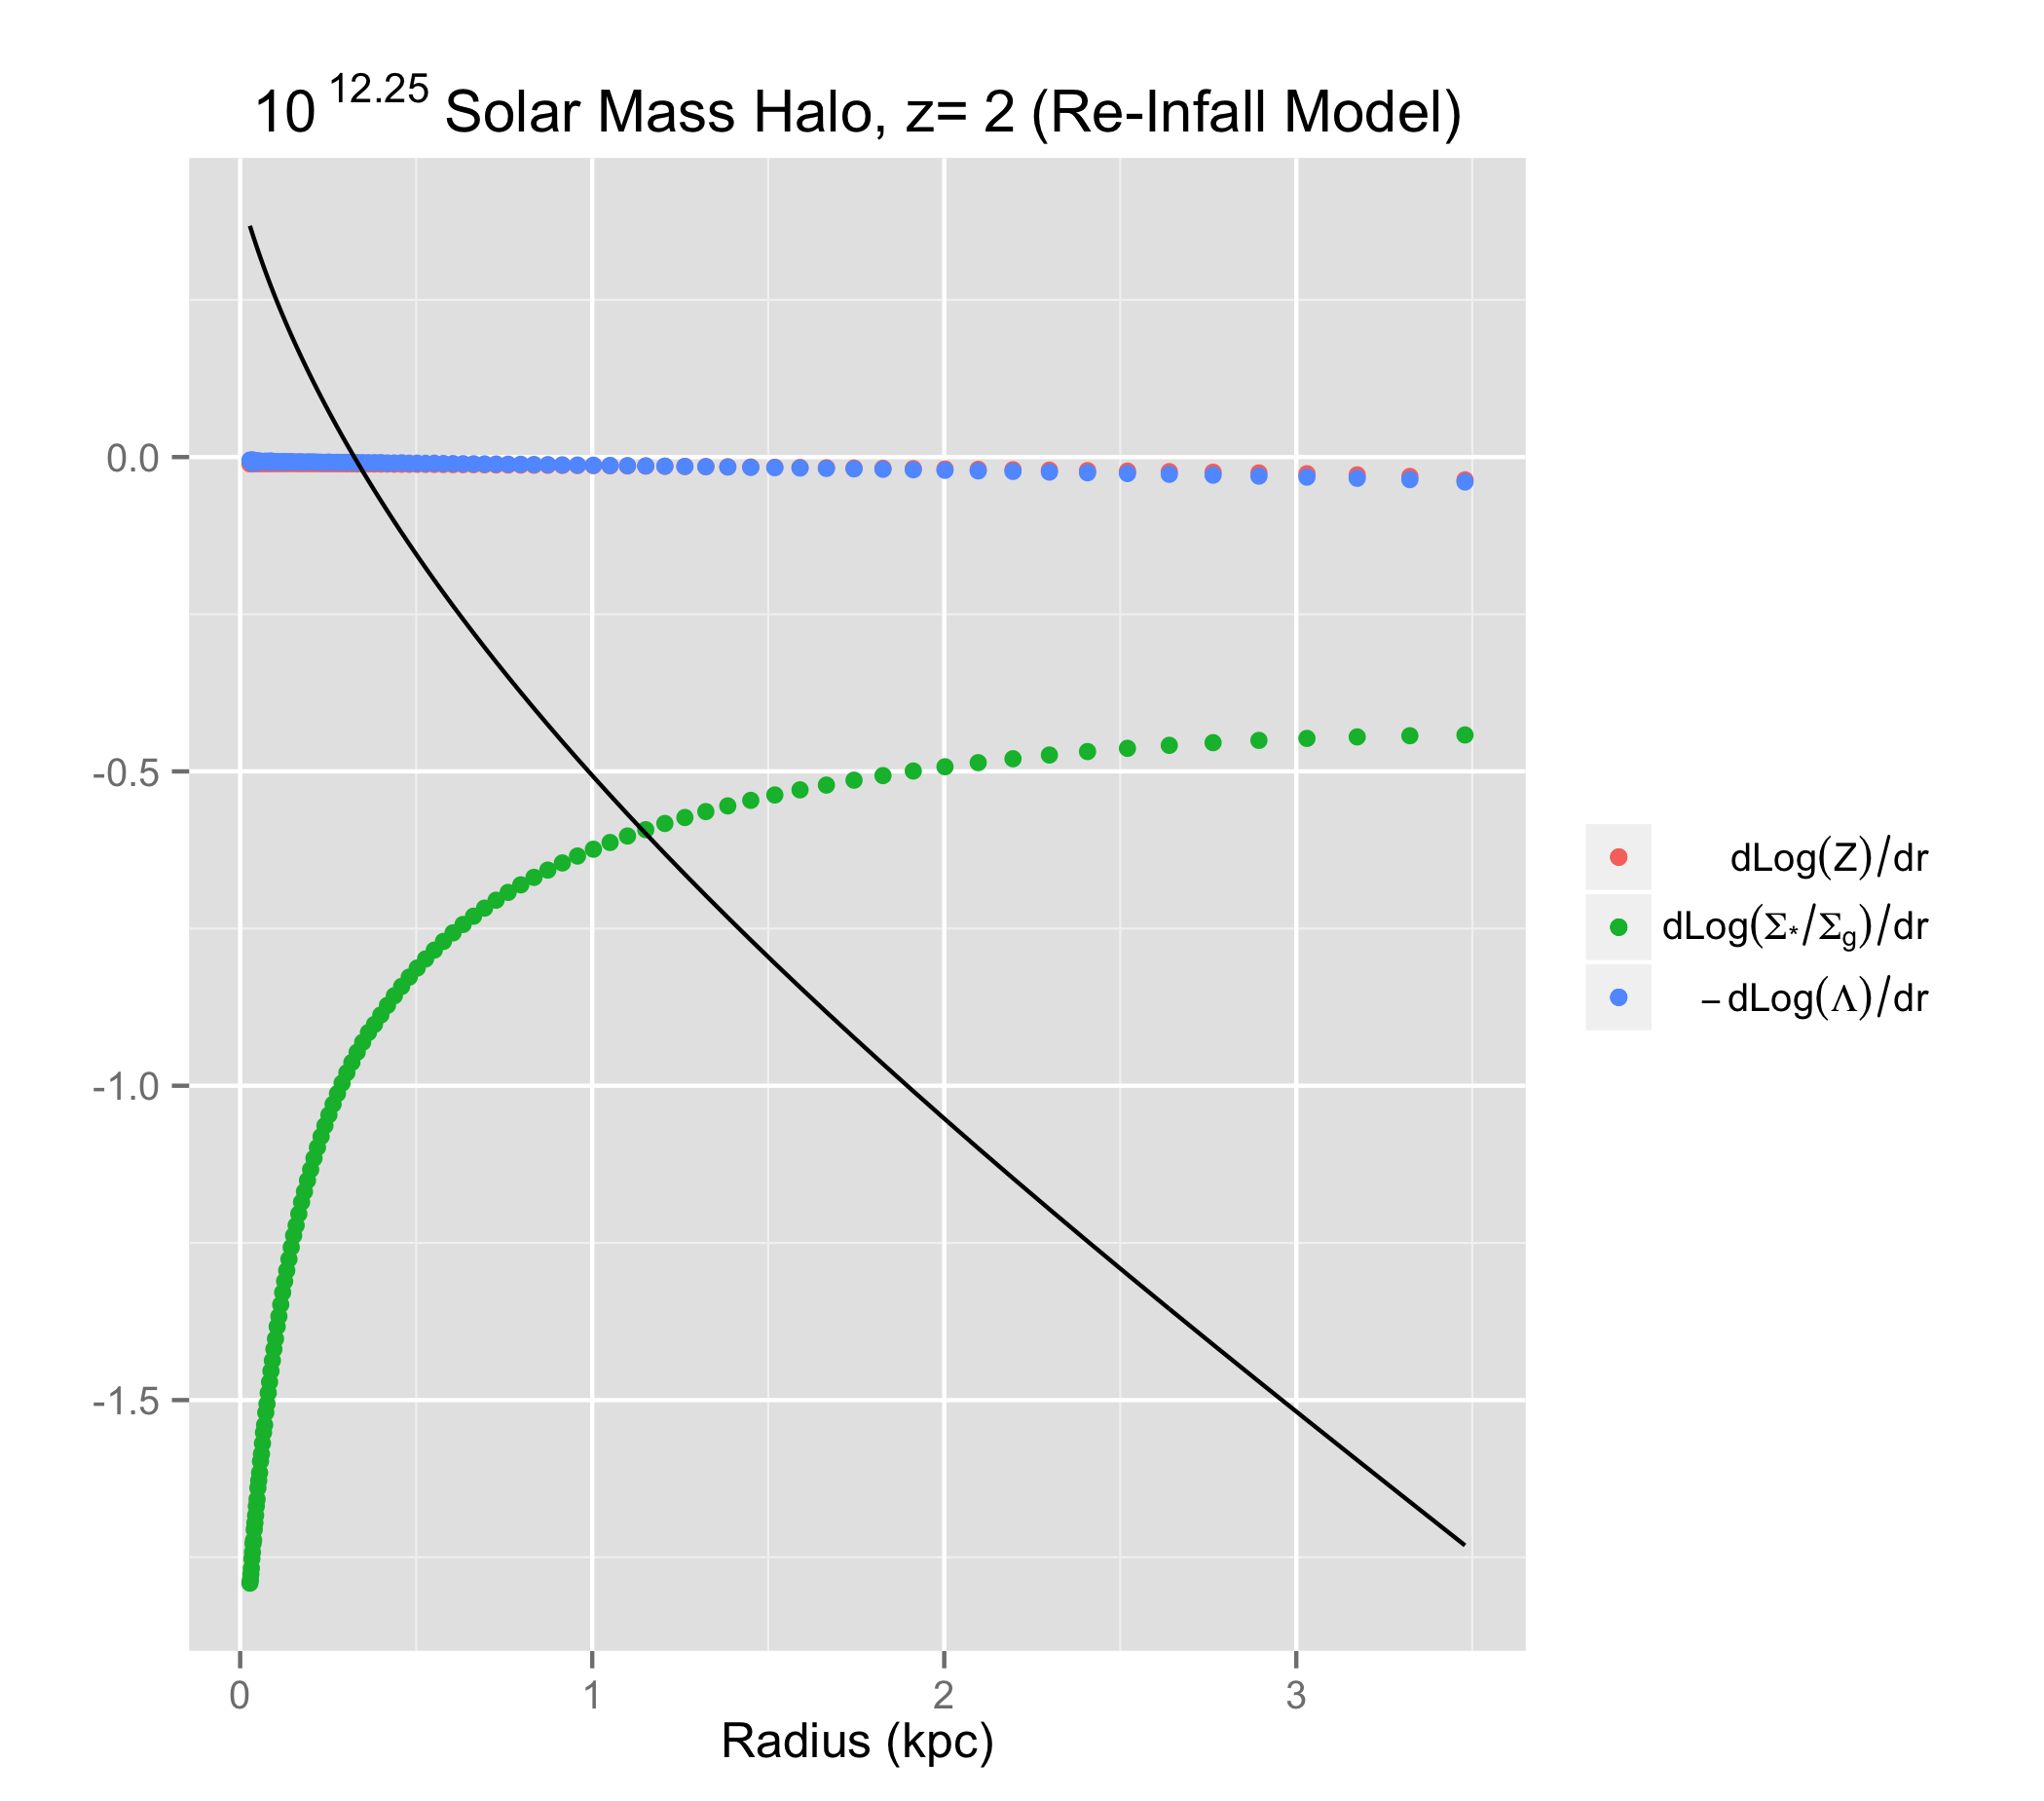 10^12.25 Solar Mass Halo, z= 2 (Re-Infall Model)
0.0
-0.5
-1.0
-1.5
0 1 2 3
Radius (kpc)
dLog(Z)/dr
dLog(Σ*/Σg)/dr
− dLog(Λ)/dr